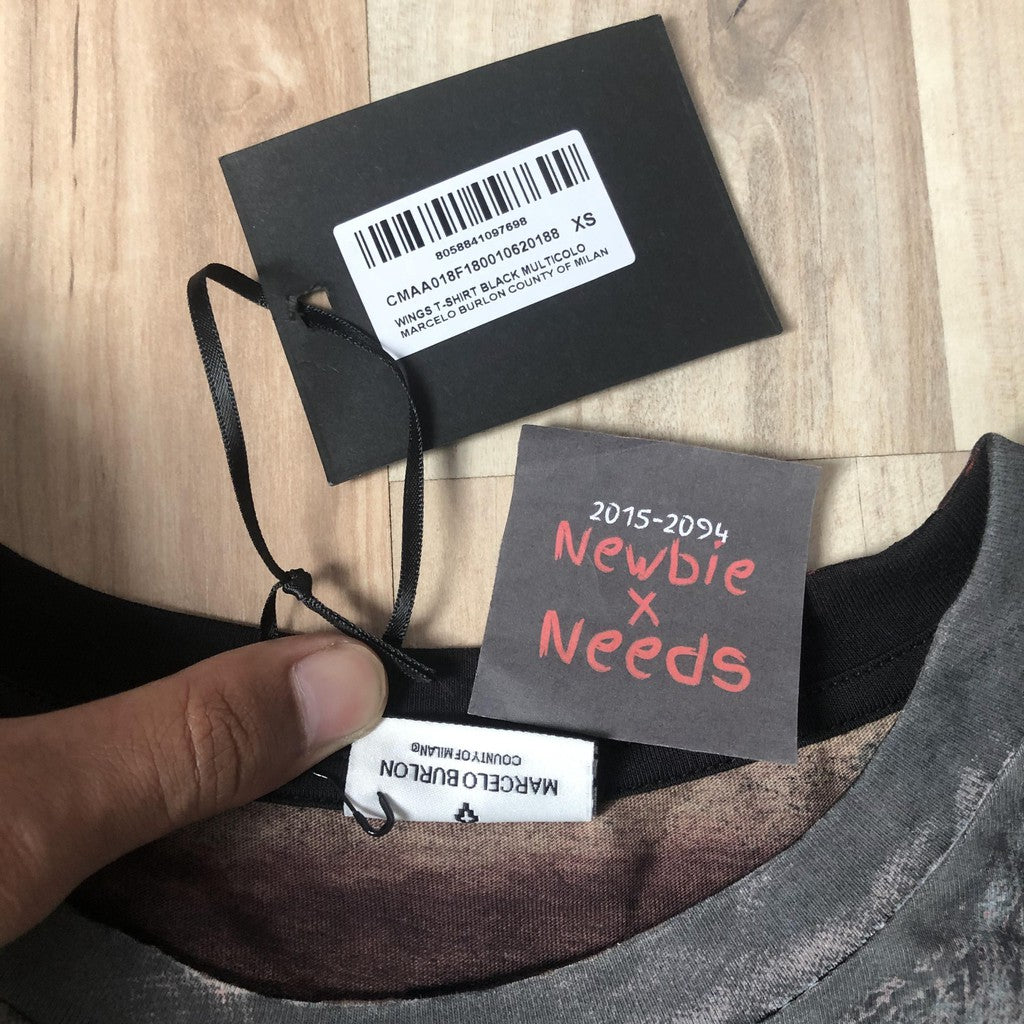 8058841097698
CMAA018F180010620188 XS
WINGS T-SHIRT BLACK MULTICOLO
MARCELO BURLON COUNTY OF MILAN
2015-2094
Newbie
x
Needs
MARCELO BURLON
COUNTY OF MILAN®